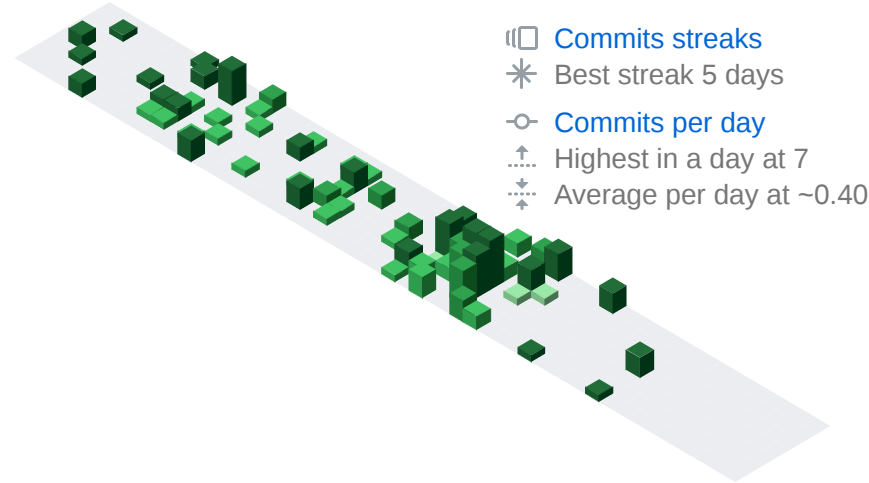 Commits streaks
Best streak 5 days
Commits per day
Highest in a day at 7
Average per day at ~0.40